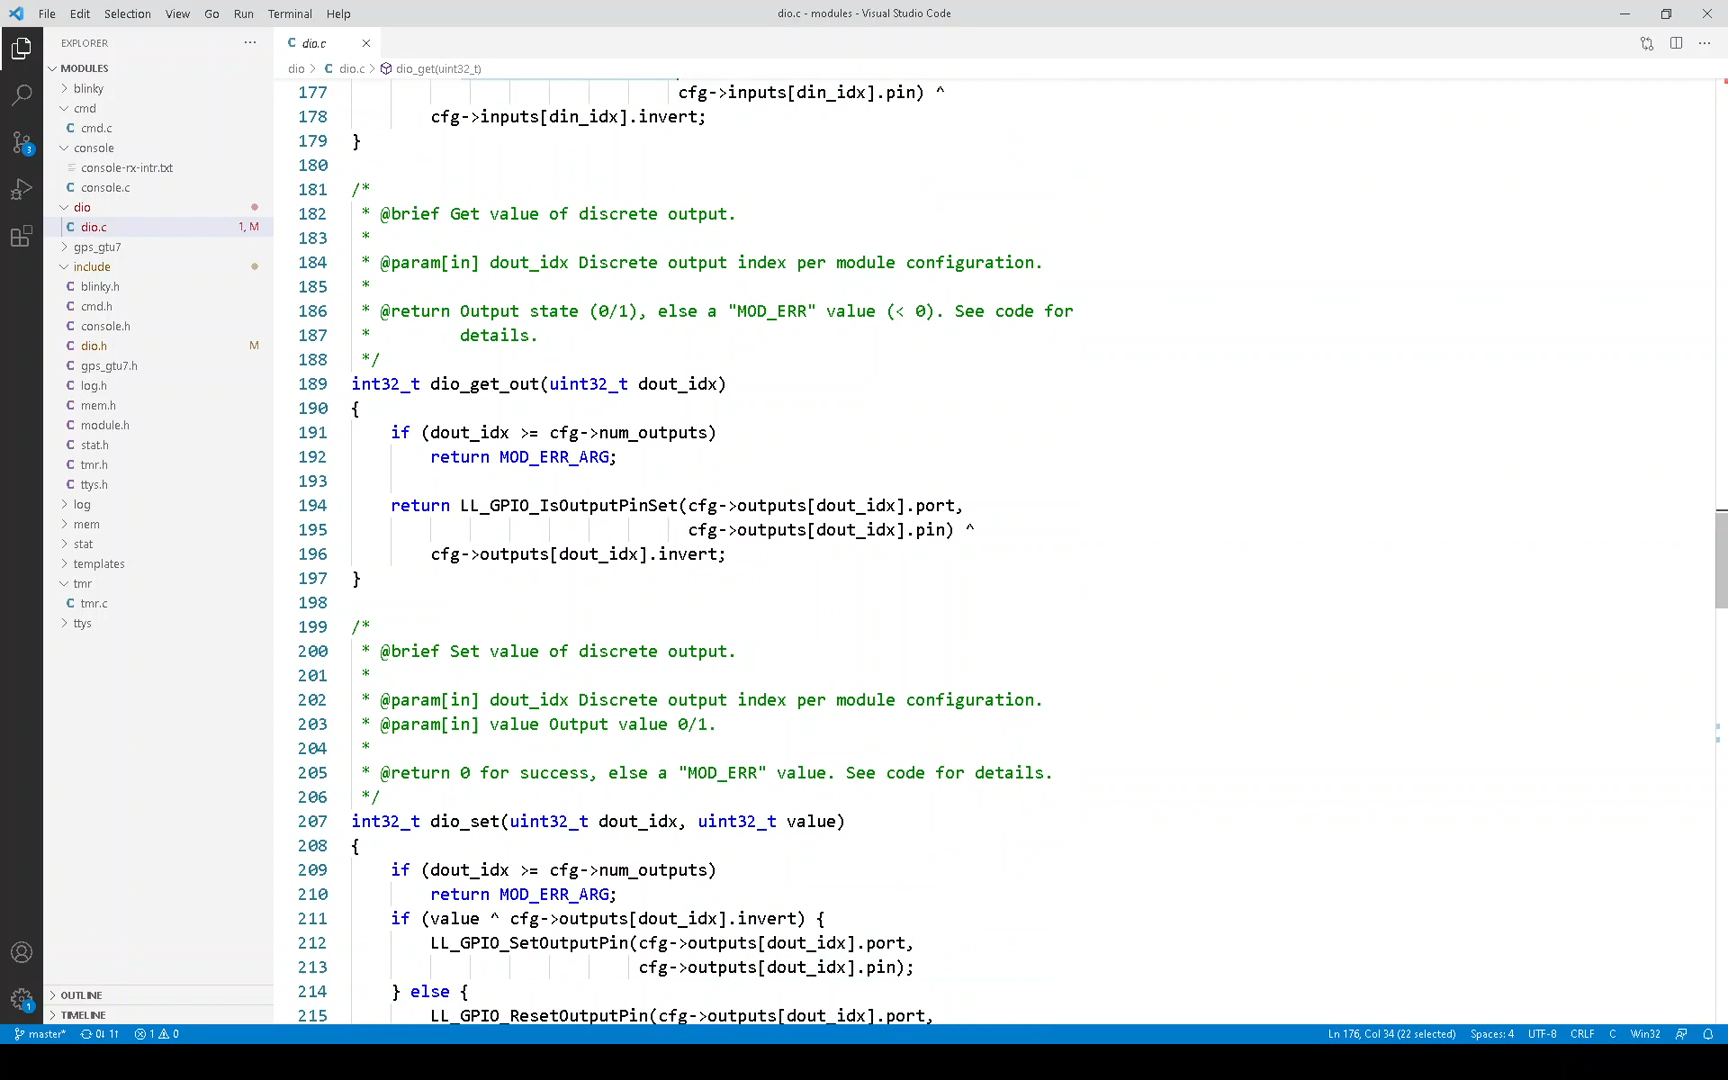 File Edit Selection View Go Run Terminal Help
dio.c - modules - Visual Studio Code
EXPLORER
MODULES
blinky
cmd
C cmd.c
console
console-rx-intr.txt
C console.c
dio
C dio.c 1, M
gps_gtu7
include
C blinky.h
C cmd.h
C console.h
C dio.h M
C gps_gtu7.h
C log.h
C mem.h
C module.h
C stat.h
C tmr.h
C ttys.h
log
mem
stat
templates
tmr
C tmr.c
ttys
OUTLINE
TIMELINE
3
1
C dio.c
dio > C dio.c > dio_get(uint32_t)
177 cfg->inputs[din_idx].pin) ^
178 cfg->inputs[din_idx].invert;
179 }
180
181 /*
182 * @brief Get value of discrete output.
183 *
184 * @param[in] dout_idx Discrete output index per module configuration.
185 *
186 * @return Output state (0/1), else a "MOD_ERR" value (< 0). See code for
187 * details.
188 */
189 int32_t dio_get_out(uint32_t dout_idx)
190 {
191 if (dout_idx >= cfg->num_outputs)
192 return MOD_ERR_ARG;
193
194 return LL_GPIO_IsOutputPinSet(cfg->outputs[dout_idx].port,
195 cfg->outputs[dout_idx].pin) ^
196 cfg->outputs[dout_idx].invert;
197 }
198
199 /*
200 * @brief Set value of discrete output.
201 *
202 * @param[in] dout_idx Discrete output index per module configuration.
203 * @param[in] value Output value 0/1.
204 *
205 * @return 0 for success, else a "MOD_ERR" value. See code for details.
206 */
207 int32_t dio_set(uint32_t dout_idx, uint32_t value)
208 {
209 if (dout_idx >= cfg->num_outputs)
210 return MOD_ERR_ARG;
211 if (value ^ cfg->outputs[dout_idx].invert) {
212 LL_GPIO_SetOutputPin(cfg->outputs[dout_idx].port,
213 cfg->outputs[dout_idx].pin);
214 } else {
215 LL_GPIO_ResetOutputPin(cfg->outputs[dout_idx].port,
master* 0↓ 1↑ 1 0
Ln 176, Col 34 (22 selected) Spaces: 4 UTF-8 CRLF C Win32